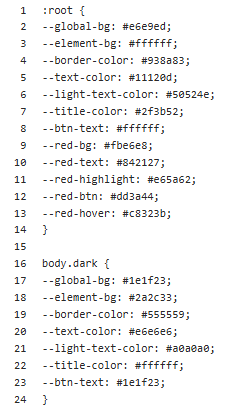 1 :root {
2 --global-bg: #e6e9ed;
3 --element-bg: #ffffff;
4 --border-color: #938a83;
5 --text-color: #11120d;
6 --light-text-color: #50524e;
7 --title-color: #2f3b52;
8 --btn-text: #ffffff;
9 --red-bg: #fbe6e8;
10 --red-text: #842127;
11 --red-highlight: #e65a62;
12 --red-btn: #dd3a44;
13 --red-hover: #c8323b;
14 }
15
16 body.dark {
17 --global-bg: #1e1f23;
18 --element-bg: #2a2c33;
19 --border-color: #555559;
20 --text-color: #e6e6e6;
21 --light-text-color: #a0a0a0;
22 --title-color: #ffffff;
23 --btn-text: #1e1f23;
24 }